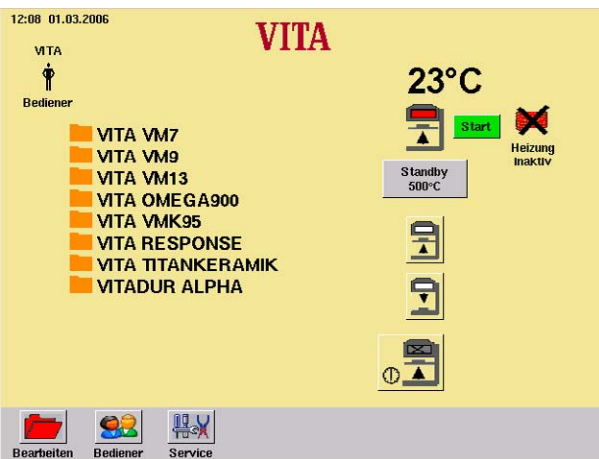 12:08 01.03.2006
VITA
VITA
Bediener
23°C
Start
Heizung
Inaktiv
Standby
500°C
VITA VM7
VITA VM9
VITA VM13
VITA OMEGA900
VITA VMK95
VITA RESPONSE
VITA TITANKERAMIK
VITADUR ALPHA
Bearbeiten
Bediener
Service